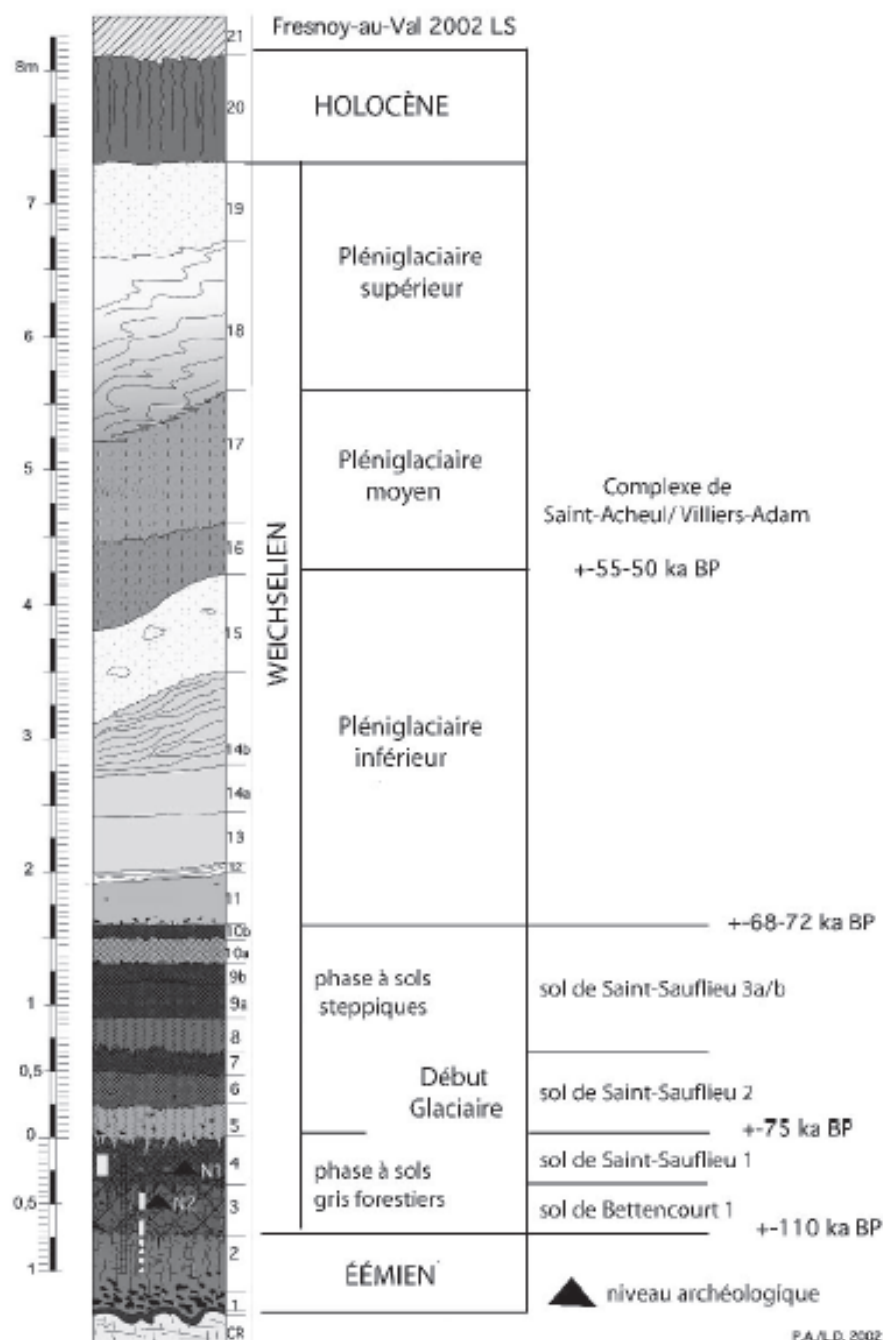 Fresnoy-au-Val 2002 LS
8m
7
6
5
4
3
2
1
0,5
0
0,5
1
21
20
19
18
17
16
15
14b
14a
13
12
11
10b
10a
9b
9a
8
7
6
5
4
3
2
1
CR
N1
N2
HOLOCÈNE
WEICHSELIEN
Pléniglaciaire
supérieur
Pléniglaciaire
moyen
Complexe de
Saint-Acheul/Villiers-Adam
+-55-50 ka BP
Pléniglaciaire
inférieur
+-68-72 ka BP
phase à sols
steppiques
sol de Saint-Sauflieu 3a/b
Début
Glaciaire
sol de Saint-Sauflieu 2
+-75 ka BP
sol de Saint-Sauflieu 1
phase à sols
gris forestiers
sol de Bettencourt 1
+-110 ka BP
ÉÉMIEN
niveau archéologique
P.A./L.D. 2002